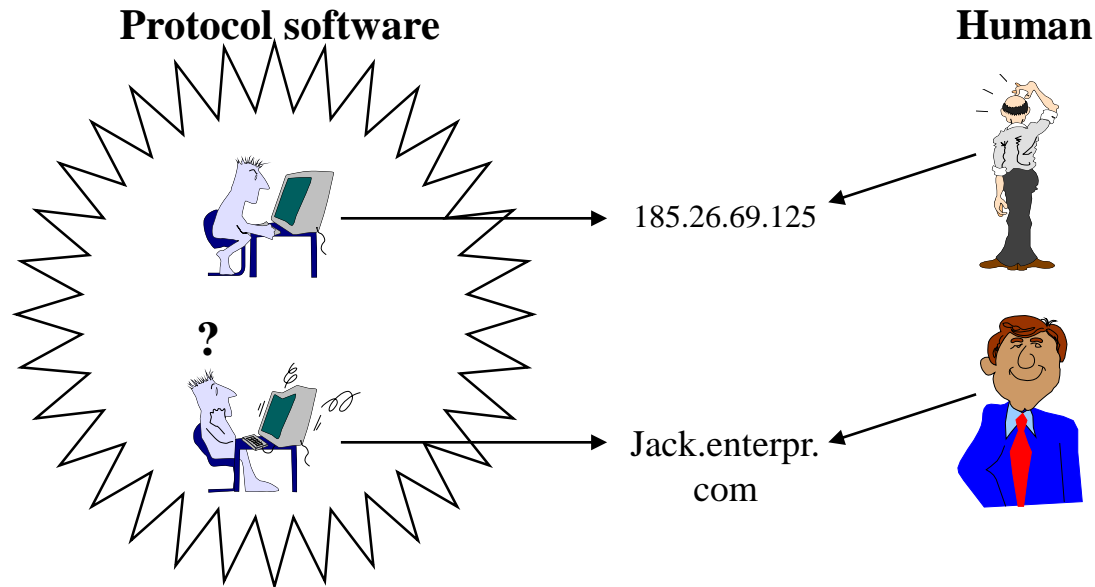 Protocol software
Human
185.26.69.125
?
Jack.enterpr.
com